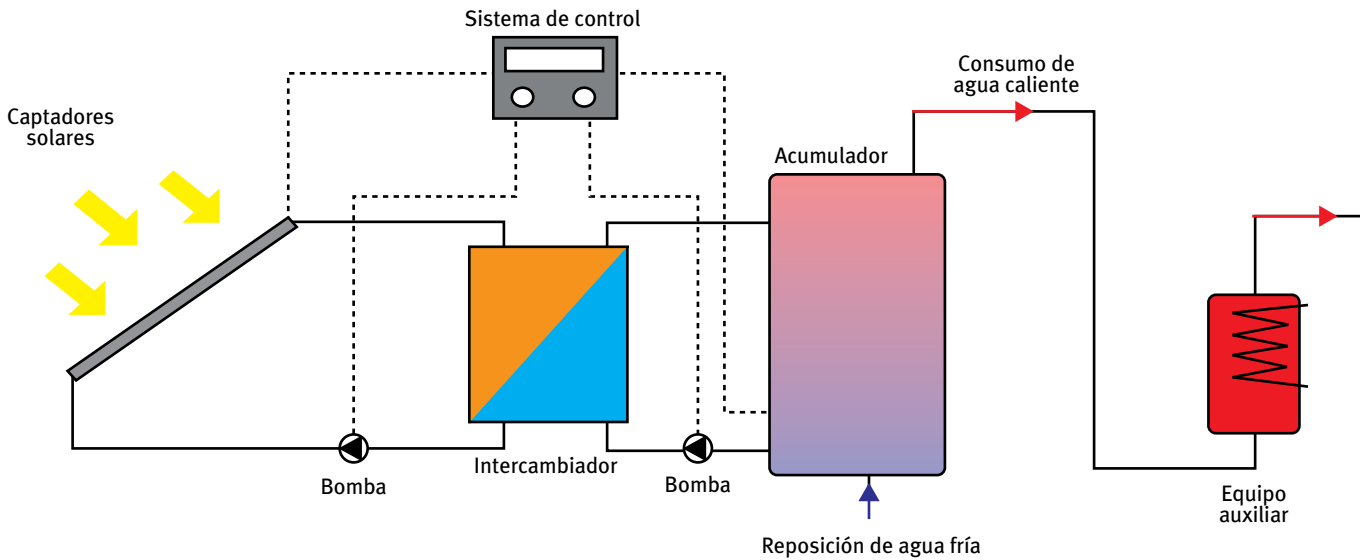 Sistema de control
Captadores
solares
Consumo de
agua caliente
Acumulador
Intercambiador
Bomba
Bomba
Equipo
auxiliar
Reposición de agua fría